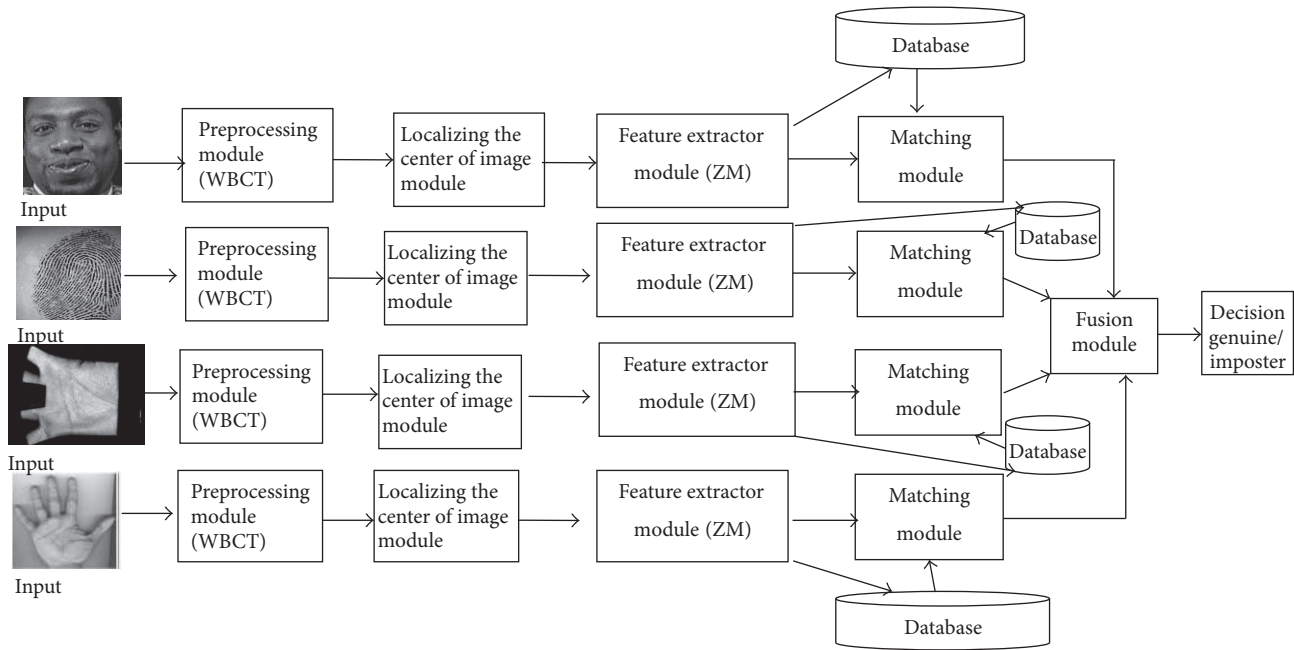 Database
Input
Preprocessing
module
(WBCT)
Localizing the
center of image
module
Feature extractor
module (ZM)
Matching
module
Input
Preprocessing
module
(WBCT)
Localizing the
center of image
module
Feature extractor
module (ZM)
Matching
module
Database
Fusion
module
Decision
genuine/
imposter
Input
Preprocessing
module
(WBCT)
Localizing the
center of image
module
Feature extractor
module (ZM)
Matching
module
Database
Input
Preprocessing
module
(WBCT)
Localizing the
center of image
module
Feature extractor
module (ZM)
Matching
module
Database